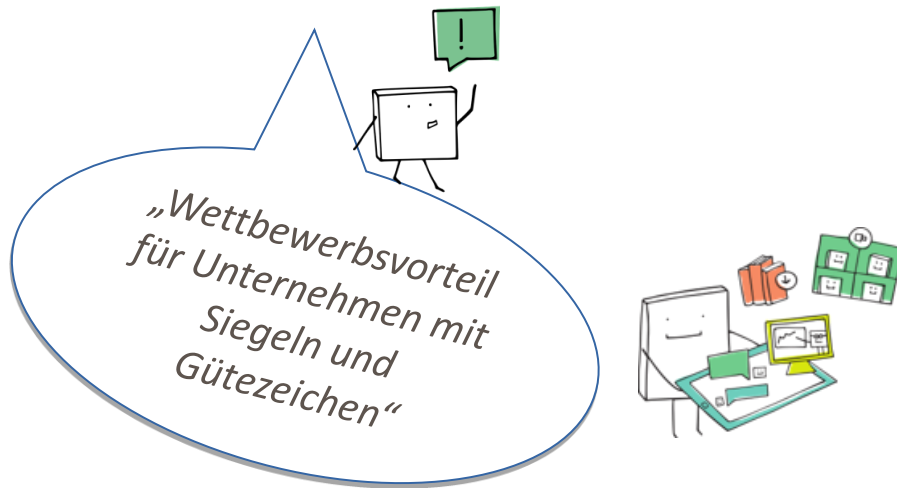 !
„Wettbewerbsvorteil
für Unternehmen mit
Siegeln und
Gütezeichen“